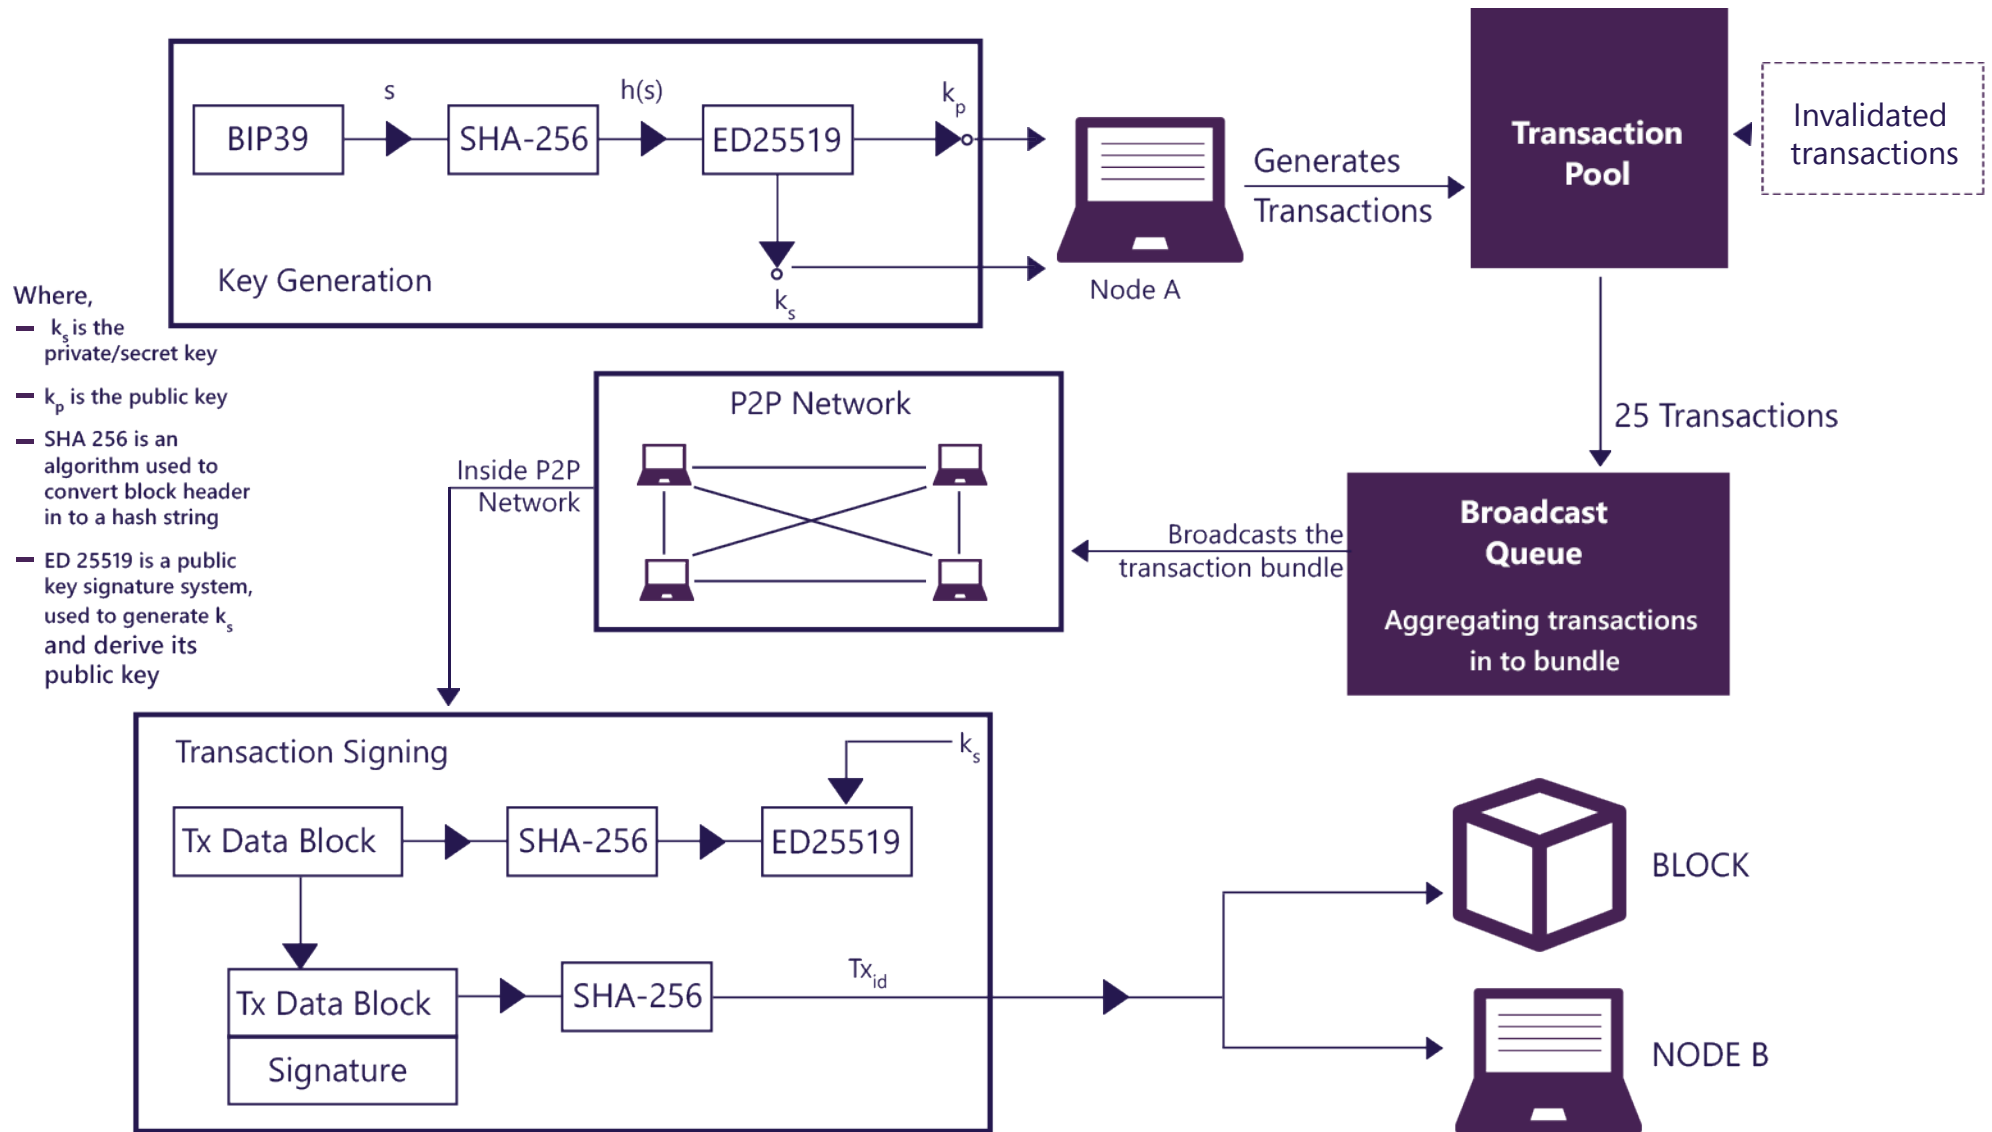 BIP39
s
SHA-256
h(s)
ED25519
kp
ks
Key Generation
Node A
Generates
Transactions
Transaction
Pool
Invalidated
transactions
Where,
ks is the
private/secret key
kp is the public key
SHA 256 is an
algorithm used to
convert block header
in to a hash string
ED 25519 is a public
key signature system,
used to generate ks
and derive its
public key
25 Transactions
Broadcast
Queue
Aggregating transactions
in to bundle
Broadcasts the
transaction bundle
P2P Network
Inside P2P
Network
Transaction Signing
ks
Tx Data Block
SHA-256
ED25519
Tx Data Block
Signature
SHA-256
Txid
BLOCK
NODE B